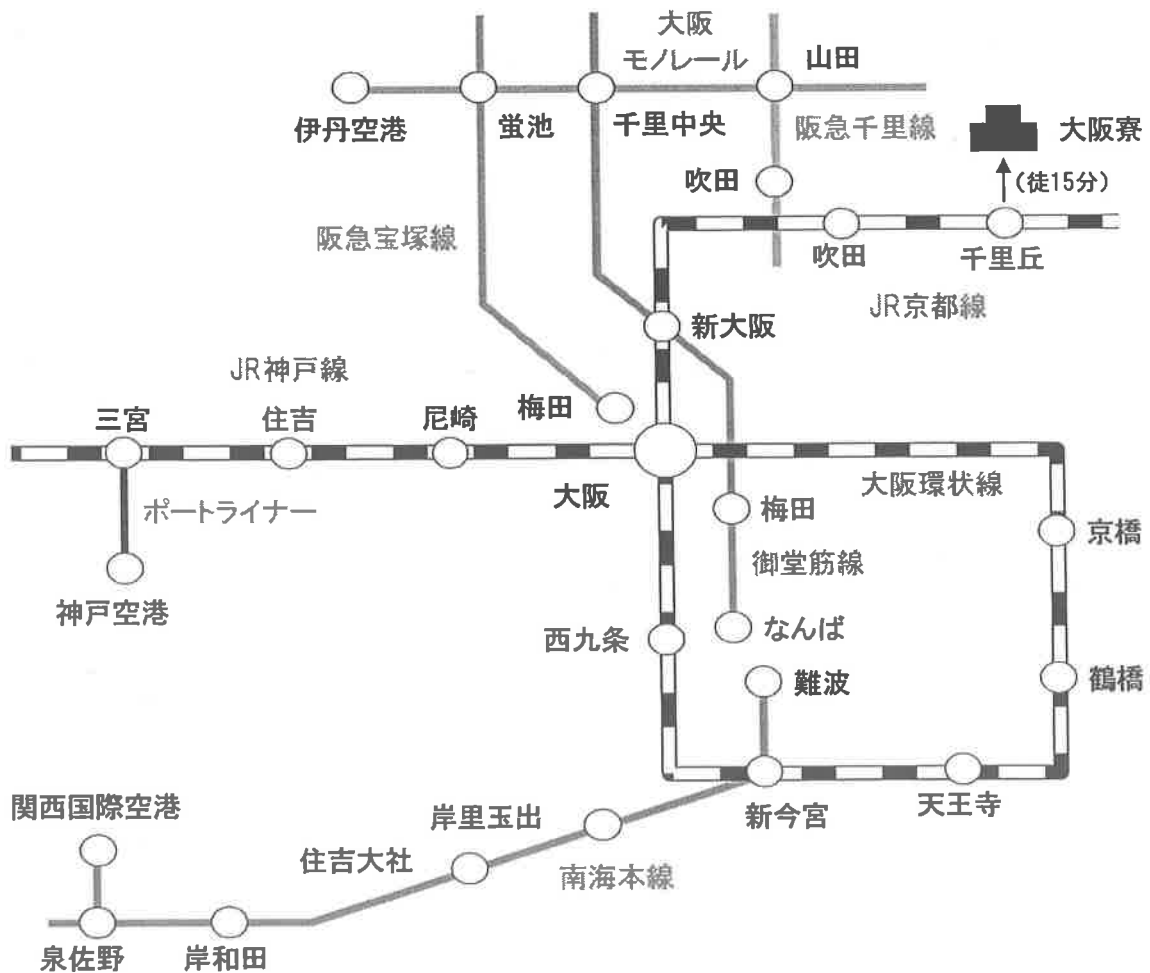 大阪
モノレール
山田
伊丹空港
蛍池
千里中央
阪急千里線
大阪寮
(徒15分)
吹田
阪急宝塚線
吹田
千里丘
JR京都線
新大阪
JR神戸線
三宮
住吉
尼崎
梅田
大阪
大阪環状線
ポートライナー
梅田
京橋
御堂筋線
神戸空港
西九条
なんば
難波
鶴橋
関西国際空港
岸里玉出
新今宮
天王寺
住吉大社
南海本線
泉佐野
岸和田